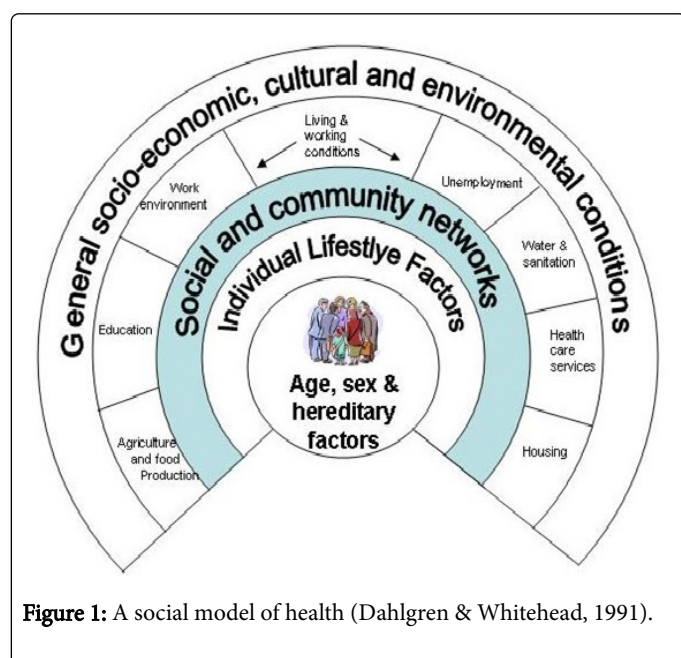 General socio-economic, cultural and environmental conditions
Living &
working
conditions
Work
environment
Unemployment
Education
Water &
sanitation
Agriculture
and food
Production
Health
care
services
Housing
Social and community networks
Individual Lifestlye Factors
Age, sex &
hereditary
factors
Figure 1: A social model of health (Dahlgren & Whitehead, 1991).